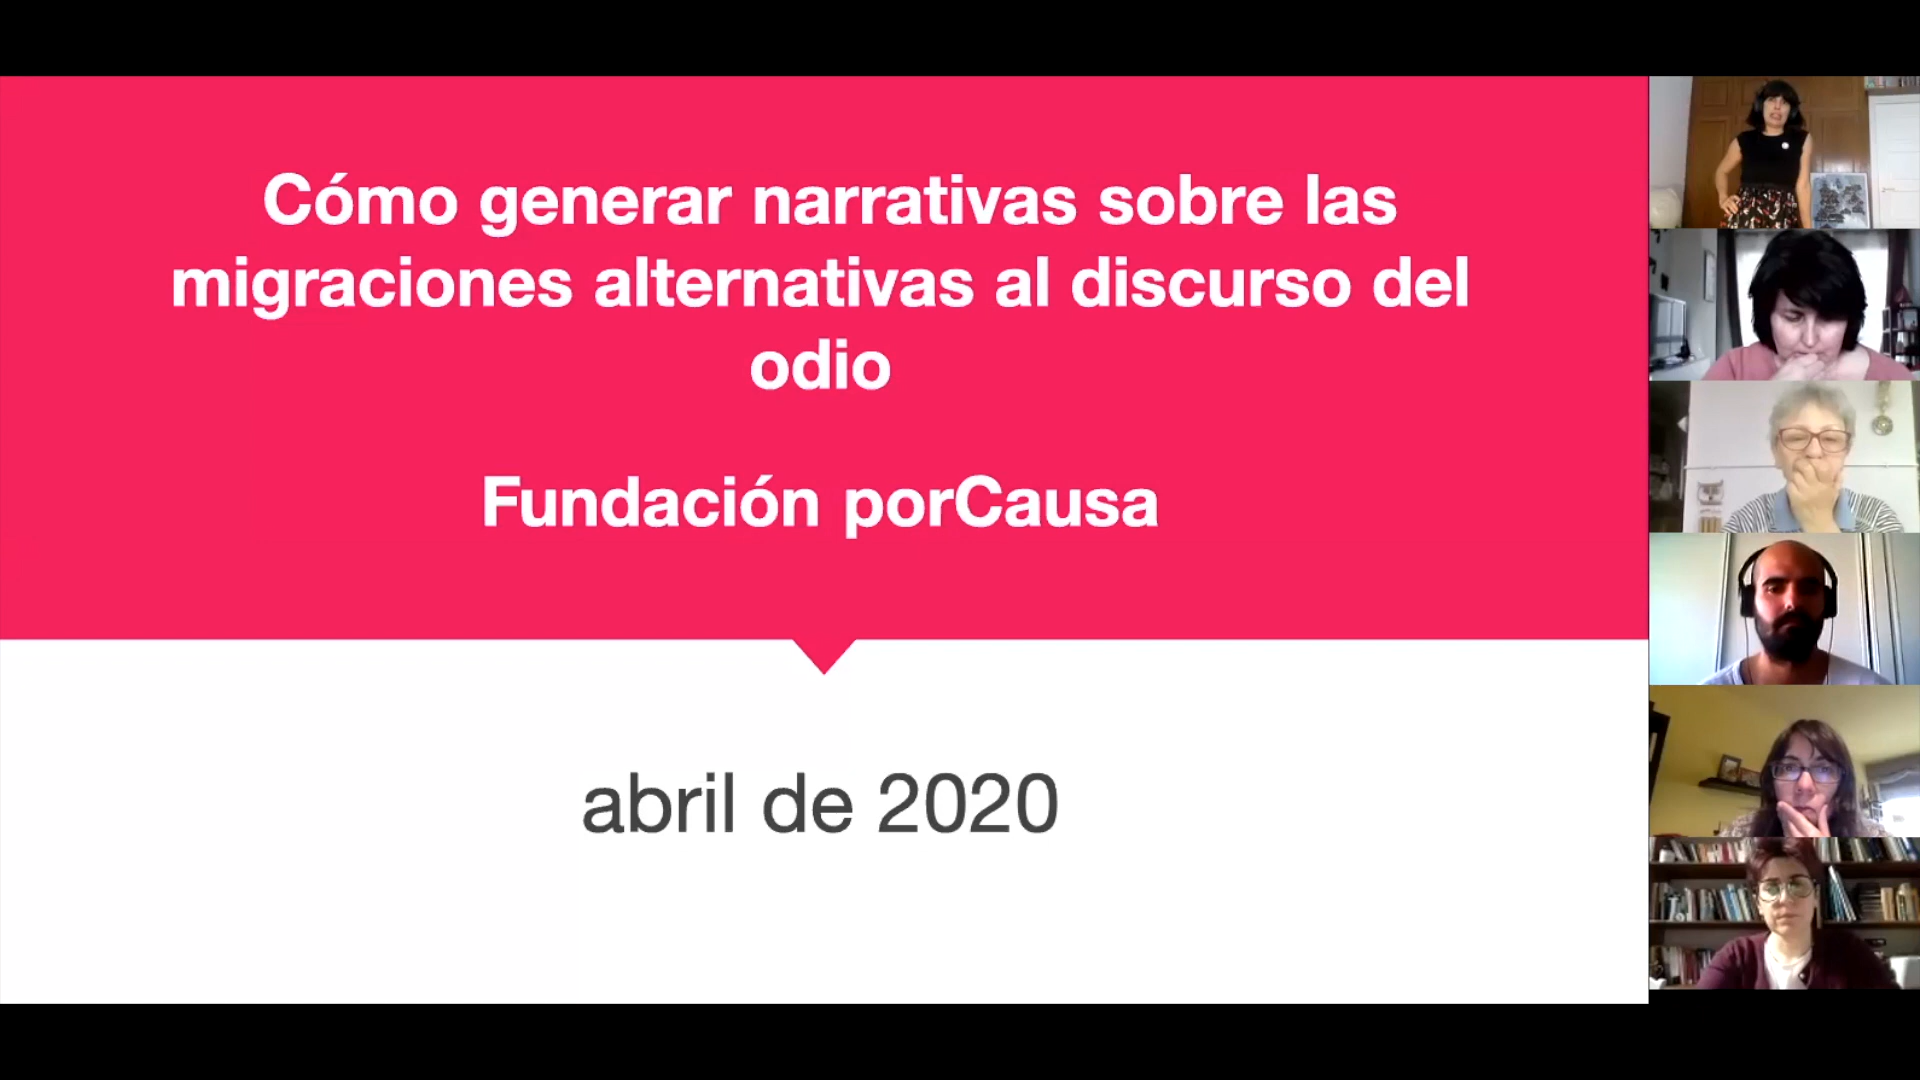 Cómo generar narrativas sobre las
migraciones alternativas al discurso del
odio
Fundación porCausa
abril de 2020